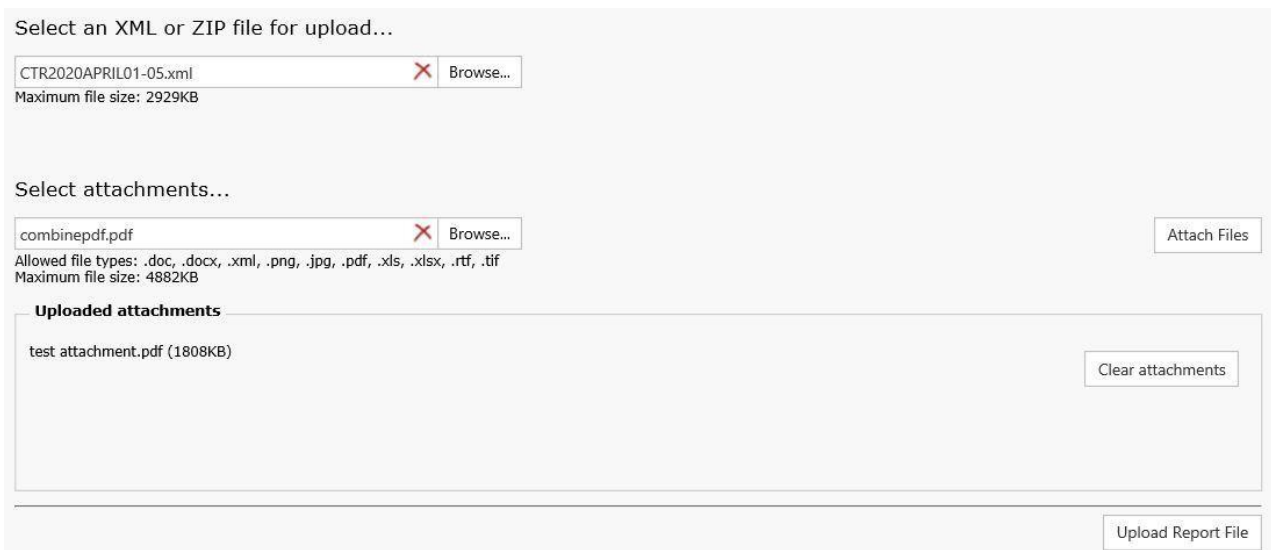 Select an XML or ZIP file for upload...
CTR2020APRIL01-05.xml Browse...
Maximum file size: 2929KB
Select attachments...
combinepdf.pdf Browse... Attach Files
Allowed file types: .doc, .docx, .xml, .png, .jpg, .pdf, .xls, .xlsx, .rtf, .tif
Maximum file size: 4882KB
Uploaded attachments
test attachment.pdf (1808KB)
Clear attachments
Upload Report File